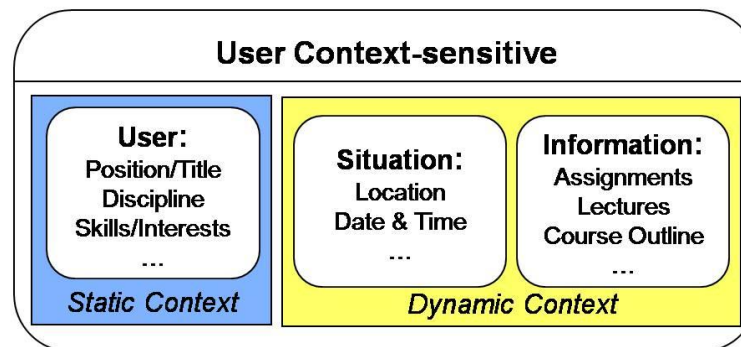 User Context-sensitive
User:
Position/Title
Discipline
Skills/Interests
...
Static Context
Situation:
Location
Date & Time
...
Information:
Assignments
Lectures
Course Outline
...
Dynamic Context